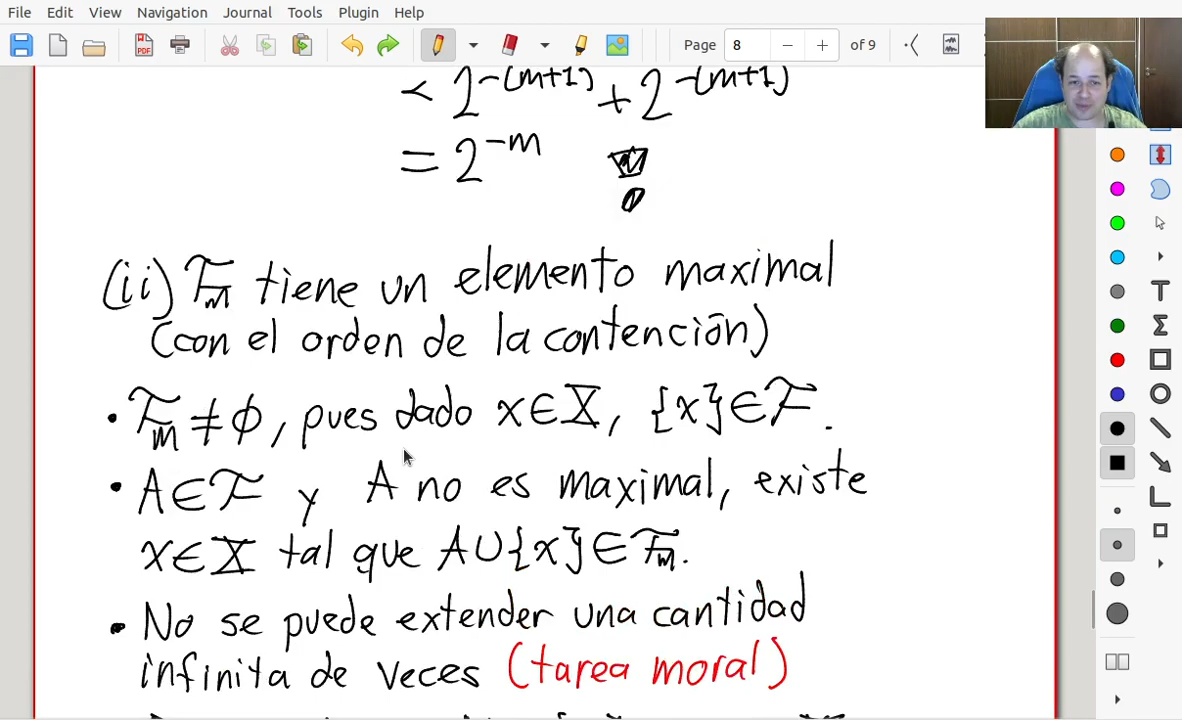 File Edit View Navigation Journal Tools Plugin Help
Page 8 of 9
< 2^{-(m+1)} + 2^{-(m+1)}
= 2^{-m}
(ii) ℱ_m tiene un elemento maximal
(con el orden de la contención)
• ℱ_m ≠ ∅, pues dado x∈X, {x}∈ℱ.
• A∈ℱ y A no es maximal, existe
x∈X tal que A∪{x}∈ℱ_m.
• No se puede extender una cantidad
infinita de veces (tarea moral)